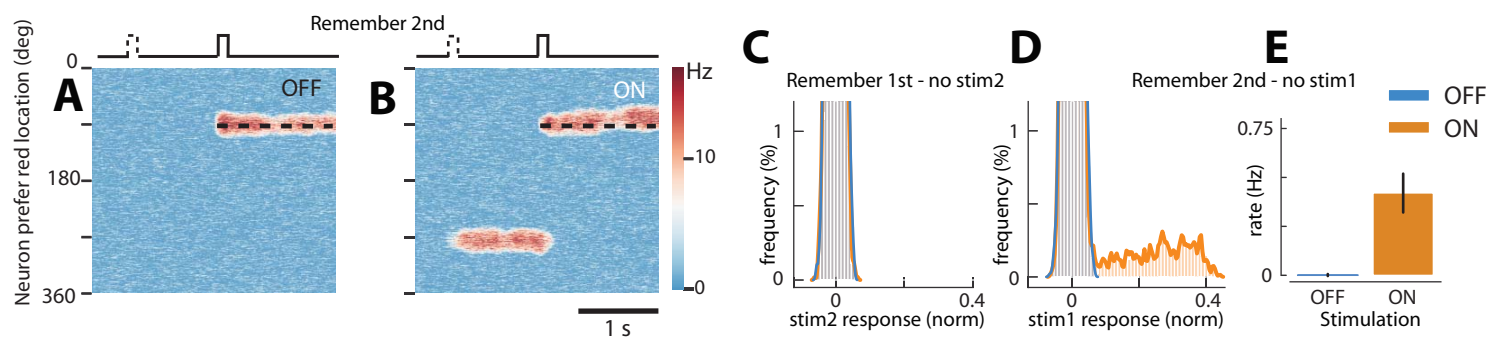 Remember 2nd
Neuron prefer red location (deg)
0
180
360
A
OFF
B
ON
Hz
10
0
1 s
C
Remember 1st - no stim2
frequency (%)
1
0
0
0.4
stim2 response (norm)
D
Remember 2nd - no stim1
frequency (%)
1
0
0
0.4
stim1 response (norm)
E
OFF
ON
rate (Hz)
0.75
0
OFF
ON
Stimulation